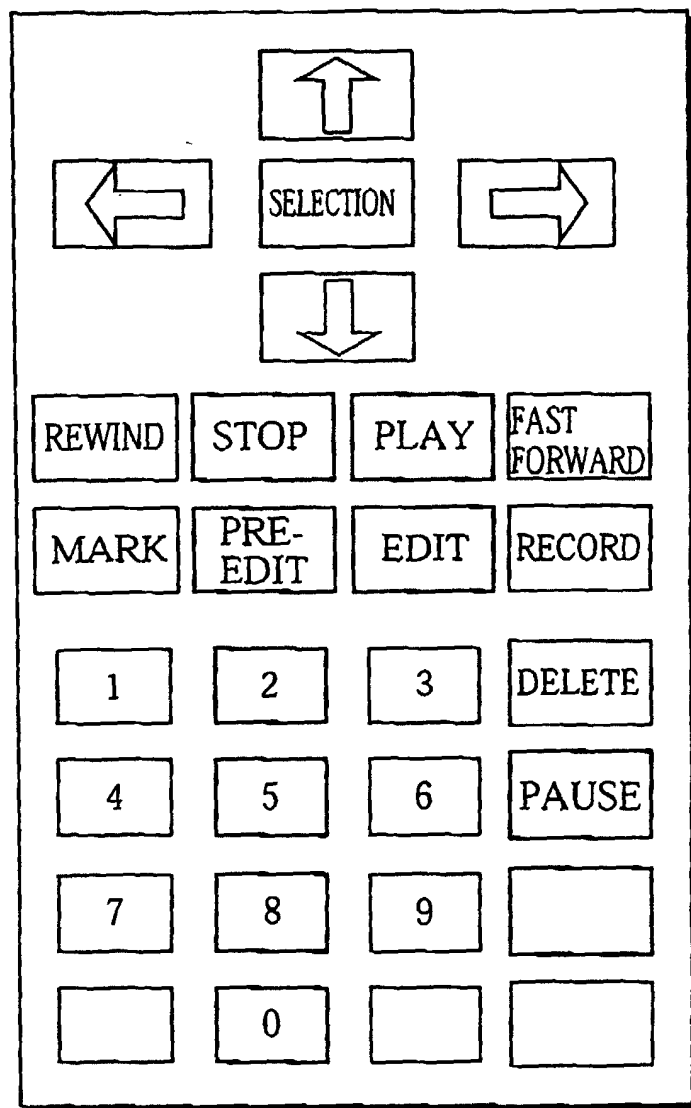 SELECTION
REWIND STOP PLAY FAST
FORWARD
MARK PRE-
EDIT EDIT RECORD
1 2 3 DELETE
4 5 6 PAUSE
7 8 9
0